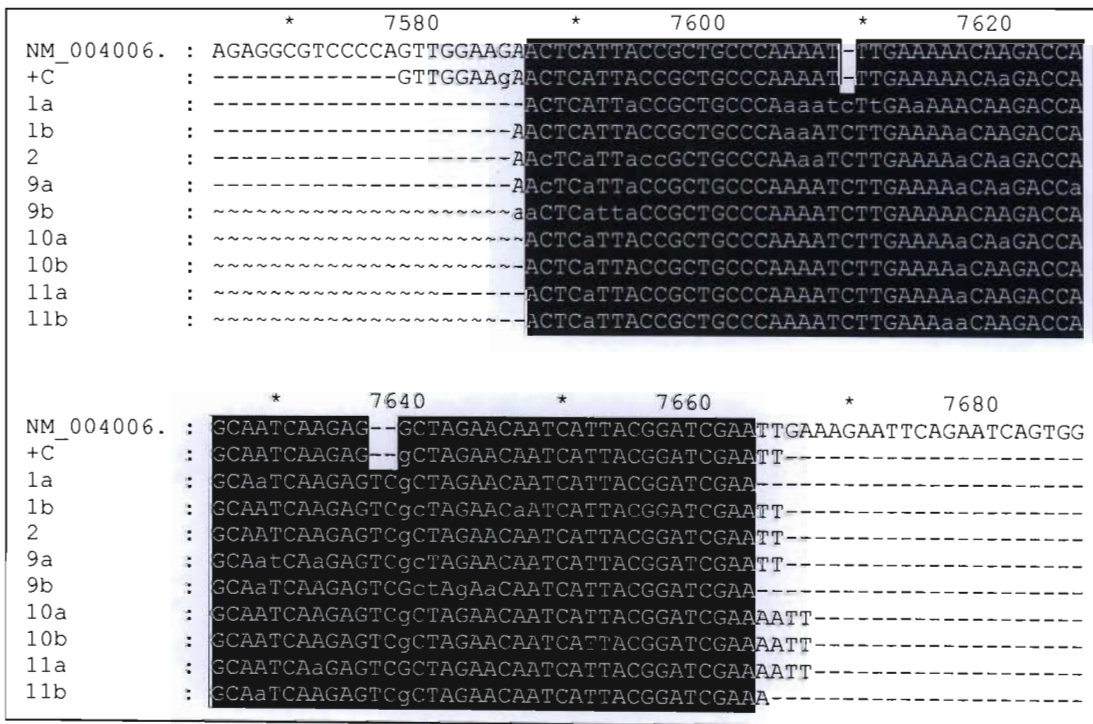 * 7580 * 7600 * 7620
NM_004006. : AGAGGCGTCCCCAGTTGGAAGAACTCATTACCGCTGCCCAAAAT-TTGAAAAACAAGACCA
+C : -------------GTTGGAAgAACTCATTACCGCTGCCCAAAAT-TTGAAAAACAaGACCA
1a : ----------------------ACTCATTaCCGCTGCCCAaaatcTtGAaAAACAAGACCA
1b : ---------------------AACTCATTACCGCTGCCCAaaATCTTGAAAAaCAAGACCA
2 : ---------------------AAcTCaTTaccGCTGCCCAAaaTCTTGAAAAaCAaGACCA
9a : ---------------------AAcTCaTTaCCGCTGCCCAAAATCTTGAAAAaCAaGACCa
9b : ~~~~~~~~~~~~~~~~~~~~~aaCTCattaCCGCTGCCCAAAATCTTGAAAAaCAAGACCA
10a : ~~~~~~~~~~~~~~~~~~~~~-ACTCaTTACCGCTGCCCAAAATCTTGAAAAaCAaGACCA
10b : ~~~~~~~~~~~~~~~~~~~~~-ACTCATTACCGCTGCCCAAAATCTTGAAAAaCAAGACCA
11a : ~~~~~~~~~~~~~~~~~-----ACTCaTTACCGCTGCCCAAAATCTTGAAAAACAAGACCA
11b : ~~~~~~~~~~~~~~~~~~~~~-ACTCaTTACCGCTGCCCAAAATCTTGAAAaaCAAGACCA
* 7640 * 7660 * 7680
NM_004006. : GCAATCAAGAG--GCTAGAACAATCATTACGGATCGAATTGAAAGAATTCAGAATCAGTGG
+C : GCAATCAAGAG--gCTAGAACAATCATTACGGATCGAATT---------------------
1a : GCAaTCAAGAGTCgCTAGAACAATCATTACGGATCGAA-----------------------
1b : GCAATCAAGAGTCgcTAGAACaATCATTACGGATCGAATT---------------------
2 : GCAATCAAGAGTCgCTAGAACAATCATTACGGATCGAATT---------------------
9a : GCAatCAaGAGTCgcTAGAACAATCATTACGGATCGAATT---------------------
9b : GCAaTCAAGAGTCGctAgAaCAATCATTACGGATCGAA-----------------------
10a : GCAATCAAGAGTCgCTAGAACAATCATTACGGATCGAAAATT-------------------
10b : GCAATCAAGAGTCgCTAGAACAATCATTACGGATCGAAAATT-------------------
11a : GCAATCAaGAGTCgCTAGAACAATCATTACGGATCGAAAATT-------------------
11b : GCAaTCAAGAGTCgCTAGAACAATCATTACGGATCGAAA----------------------